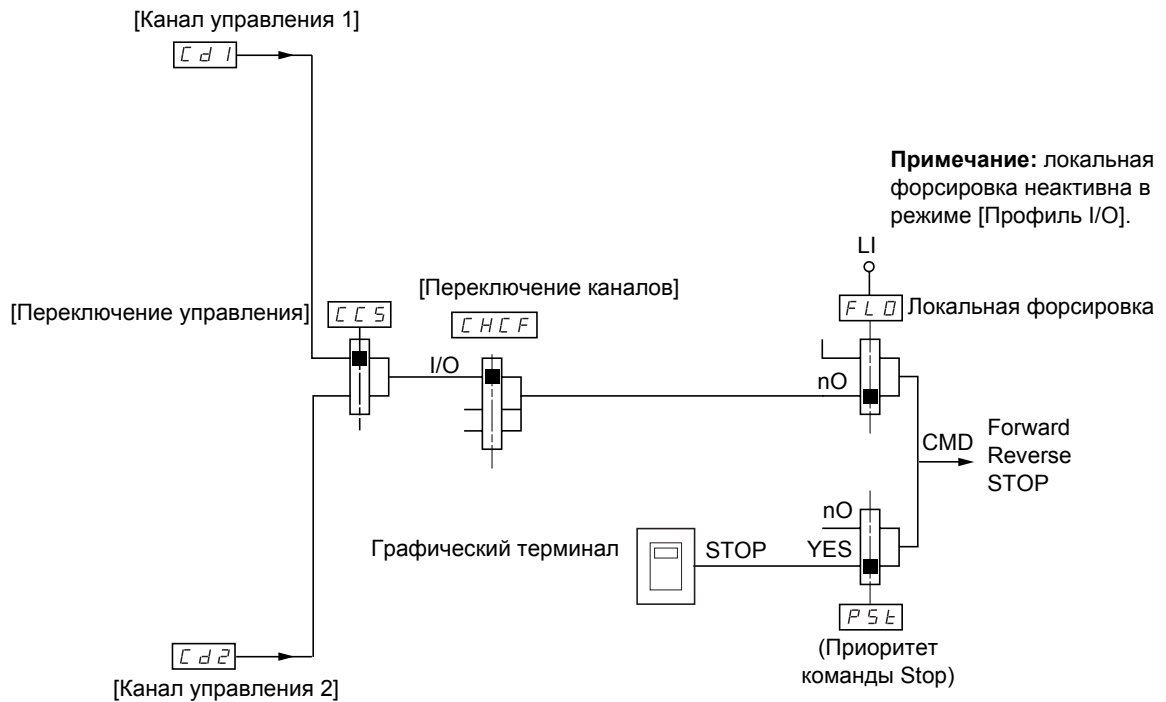 [Канал управления 1]
Cd1
Примечание: локальная
форсировка неактивна в
режиме [Профиль I/O].
LI
[Переключение каналов]
[Переключение управления]
CCS
CHCF
FLO
Локальная форсировка
I/O
nO
CMD
Forward
Reverse
STOP
nO
Графический терминал
STOP
YES
PSt
(Приоритет
команды Stop)
Cd2
[Канал управления 2]